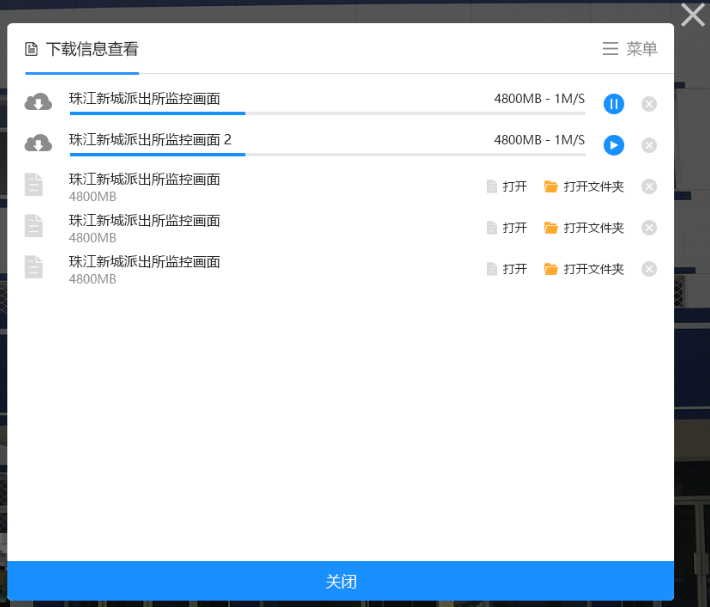 下载信息查看
菜单
珠江新城派出所监控画面
4800MB - 1M/S
珠江新城派出所监控画面 2
4800MB - 1M/S
珠江新城派出所监控画面
4800MB
打开
打开文件夹
珠江新城派出所监控画面
4800MB
打开
打开文件夹
珠江新城派出所监控画面
4800MB
打开
打开文件夹
关闭